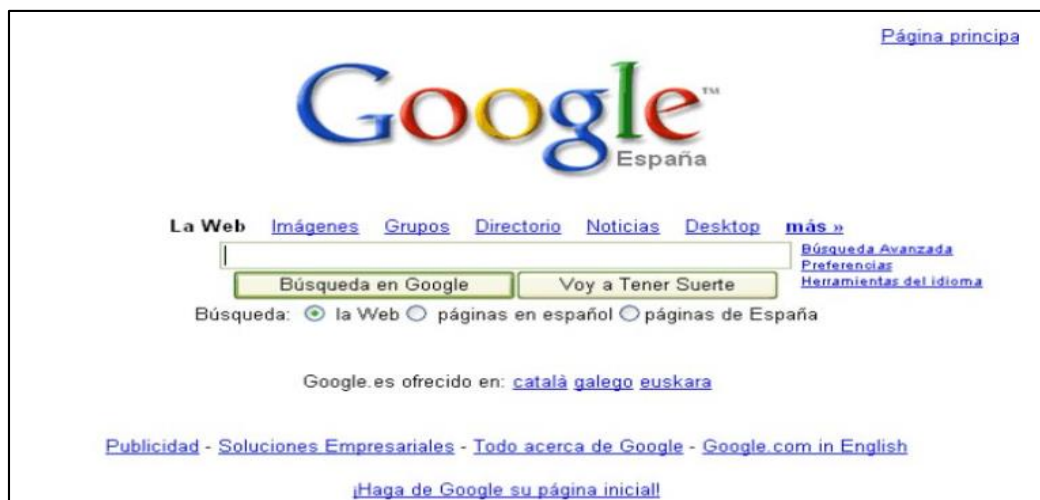 Página principa
Google™
España
La Web Imágenes Grupos Directorio Noticias Desktop más »
Búsqueda Avanzada
Preferencias
Herramientas del idioma
Búsqueda en Google Voy a Tener Suerte
Búsqueda: la Web páginas en español páginas de España
Google.es ofrecido en: català galego euskara
Publicidad - Soluciones Empresariales - Todo acerca de Google - Google.com in English
¡Haga de Google su página inicial!